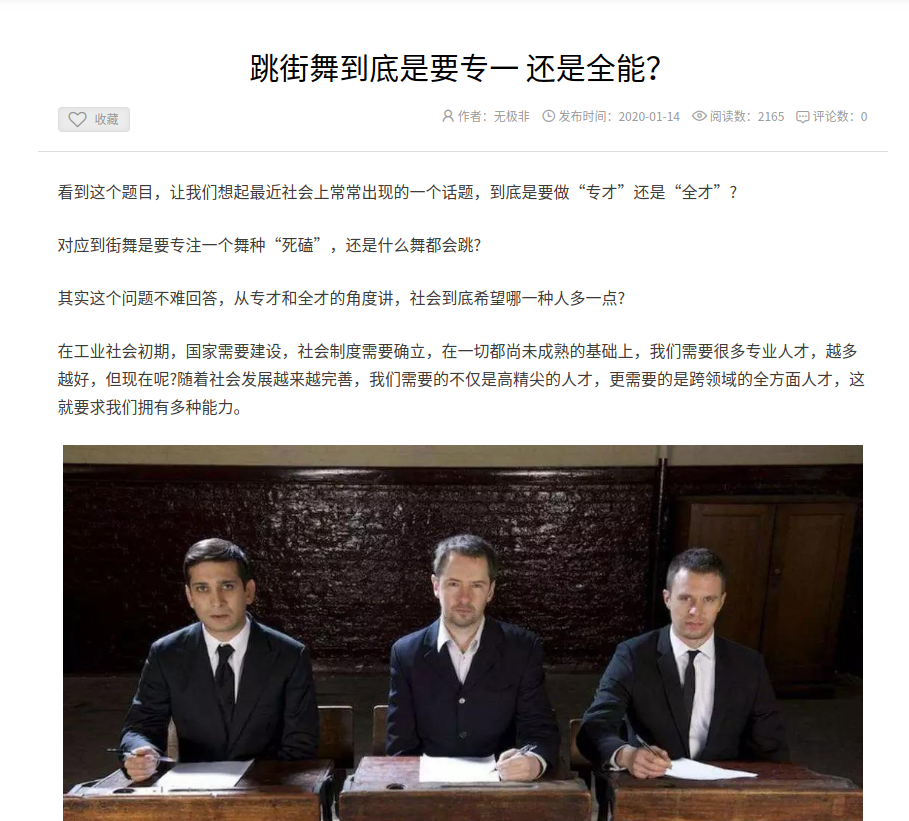 跳街舞到底是要专一 还是全能?
收藏
作者：无极非 发布时间：2020-01-14 阅读数：2165 评论数：0
看到这个题目，让我们想起最近社会上常常出现的一个话题，到底是要做“专才”还是“全才”?
对应到街舞是要专注一个舞种“死磕”，还是什么舞都会跳?
其实这个问题不难回答，从专才和全才的角度讲，社会到底希望哪一种人多一点?
在工业社会初期，国家需要建设，社会制度需要确立，在一切都尚未成熟的基础上，我们需要很多专业人才，越多
越好，但现在呢?随着社会发展越来越完善，我们需要的不仅是高精尖的人才，更需要的是跨领域的全方面人才，这
就要求我们拥有多种能力。